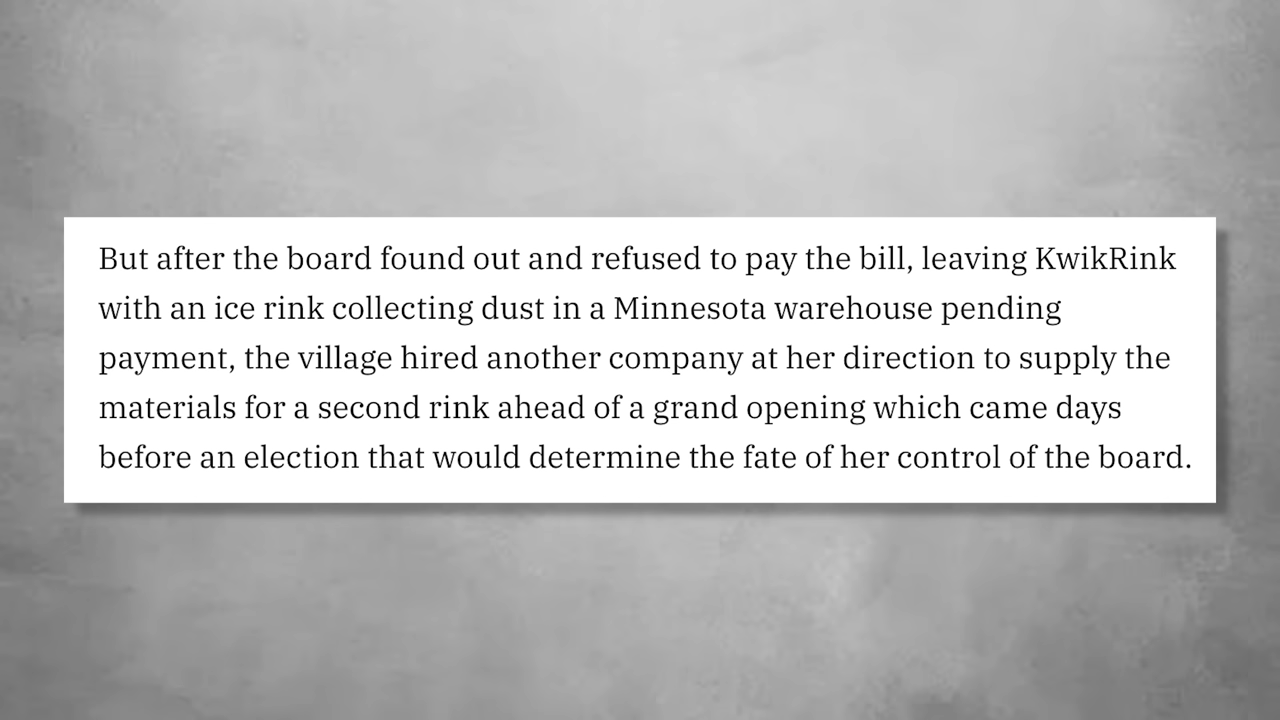 But after the board found out and refused to pay the bill, leaving KwikRink
with an ice rink collecting dust in a Minnesota warehouse pending
payment, the village hired another company at her direction to supply the
materials for a second rink ahead of a grand opening which came days
before an election that would determine the fate of her control of the board.